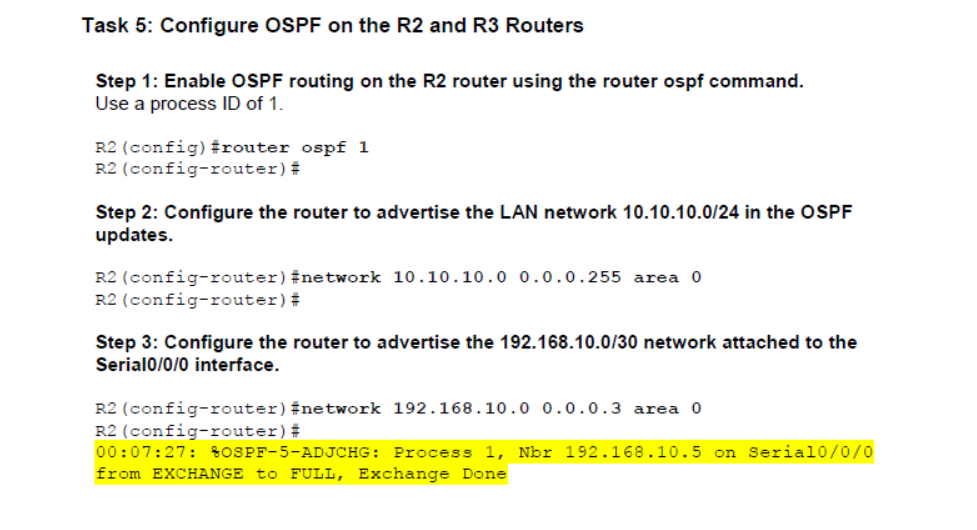 Task 5: Configure OSPF on the R2 and R3 Routers
Step 1: Enable OSPF routing on the R2 router using the router ospf command.
Use a process ID of 1.
R2(config)#router ospf 1
R2(config-router)#
Step 2: Configure the router to advertise the LAN network 10.10.10.0/24 in the OSPF
updates.
R2(config-router)#network 10.10.10.0 0.0.0.255 area 0
R2(config-router)#
Step 3: Configure the router to advertise the 192.168.10.0/30 network attached to the
Serial0/0/0 interface.
R2(config-router)#network 192.168.10.0 0.0.0.3 area 0
R2(config-router)#
00:07:27: %OSPF-5-ADJCHG: Process 1, Nbr 192.168.10.5 on Serial0/0/0
from EXCHANGE to FULL, Exchange Done